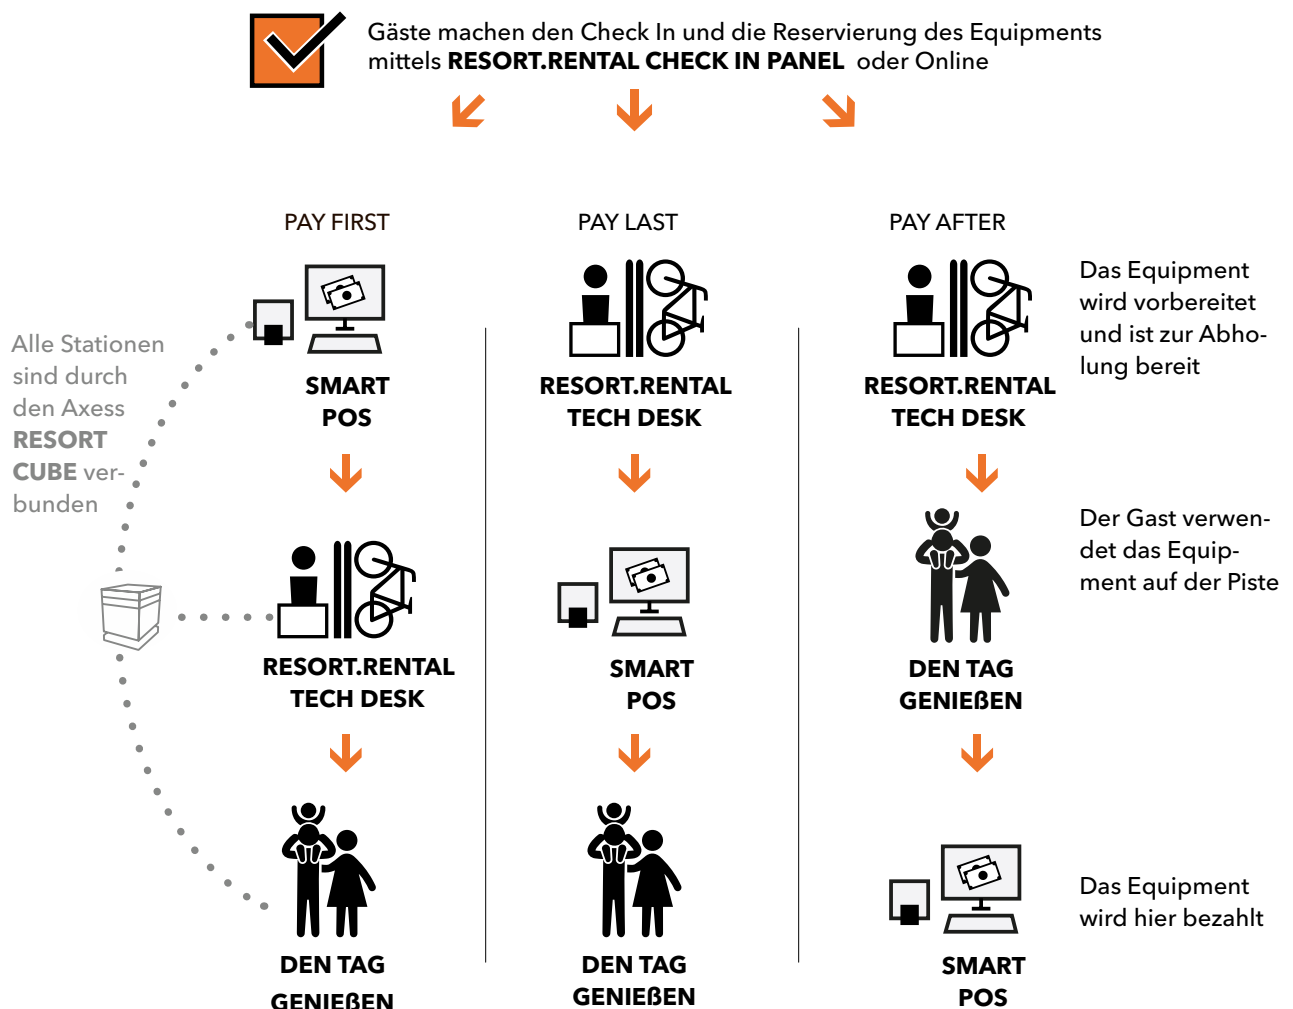 Gäste machen den Check In und die Reservierung des Equipments
mittels RESORT.RENTAL CHECK IN PANEL oder Online
PAY FIRST
PAY LAST
PAY AFTER
Alle Stationen
sind durch
den Axess
RESORT
CUBE ver-
bunden
SMART
POS
RESORT.RENTAL
TECH DESK
DEN TAG
GENIEßEN
RESORT.RENTAL
TECH DESK
SMART
POS
DEN TAG
GENIEßEN
RESORT.RENTAL
TECH DESK
DEN TAG
GENIEßEN
SMART
POS
Das Equipment
wird vorbereitet
und ist zur Abho-
lung bereit
Der Gast verwen-
det das Equip-
ment auf der Piste
Das Equipment
wird hier bezahlt